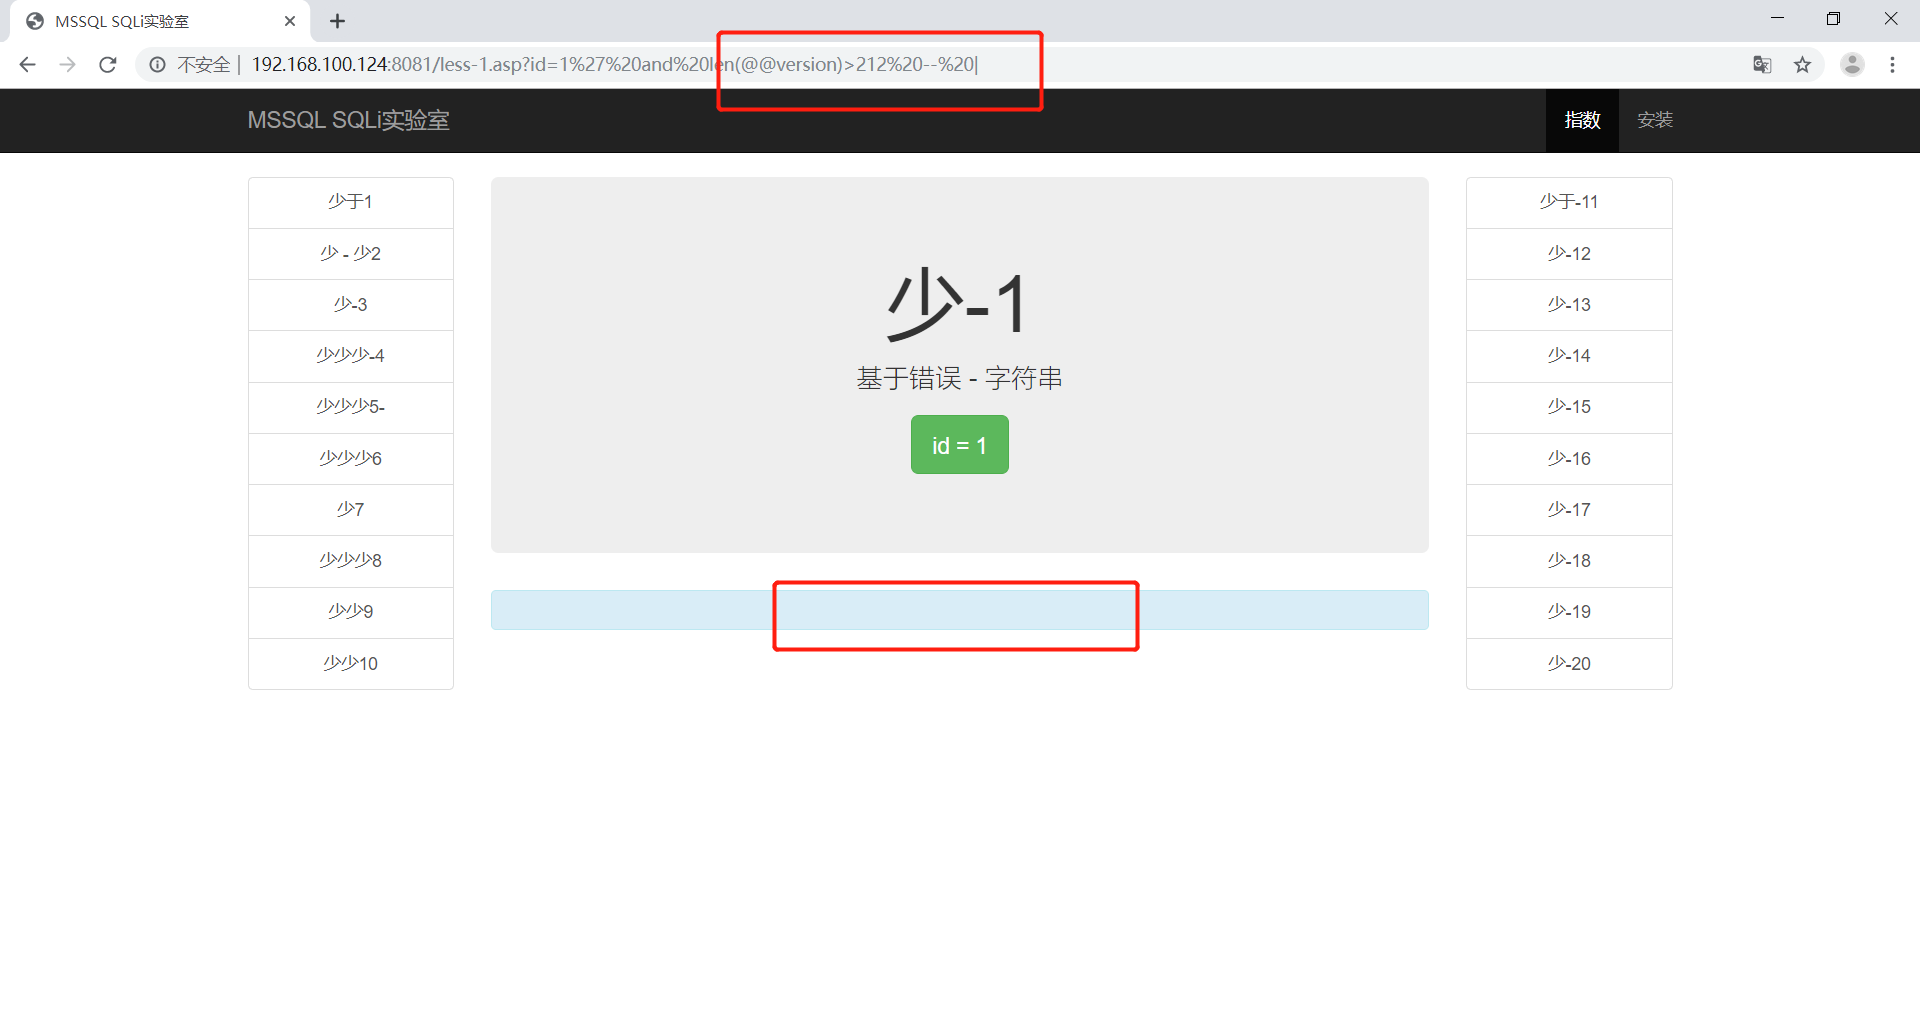 MSSQL SQLi实验室
不安全 | 192.168.100.124:8081/less-1.asp?id=1%27%20and%20len(@@version)>212%20--%20
MSSQL SQLi实验室
指数
安装
少于1
少 - 少2
少-3
少少少-4
少少少5-
少少少6
少7
少少少8
少少9
少少10
少-1
基于错误 - 字符串
id = 1
少于-11
少-12
少-13
少-14
少-15
少-16
少-17
少-18
少-19
少-20